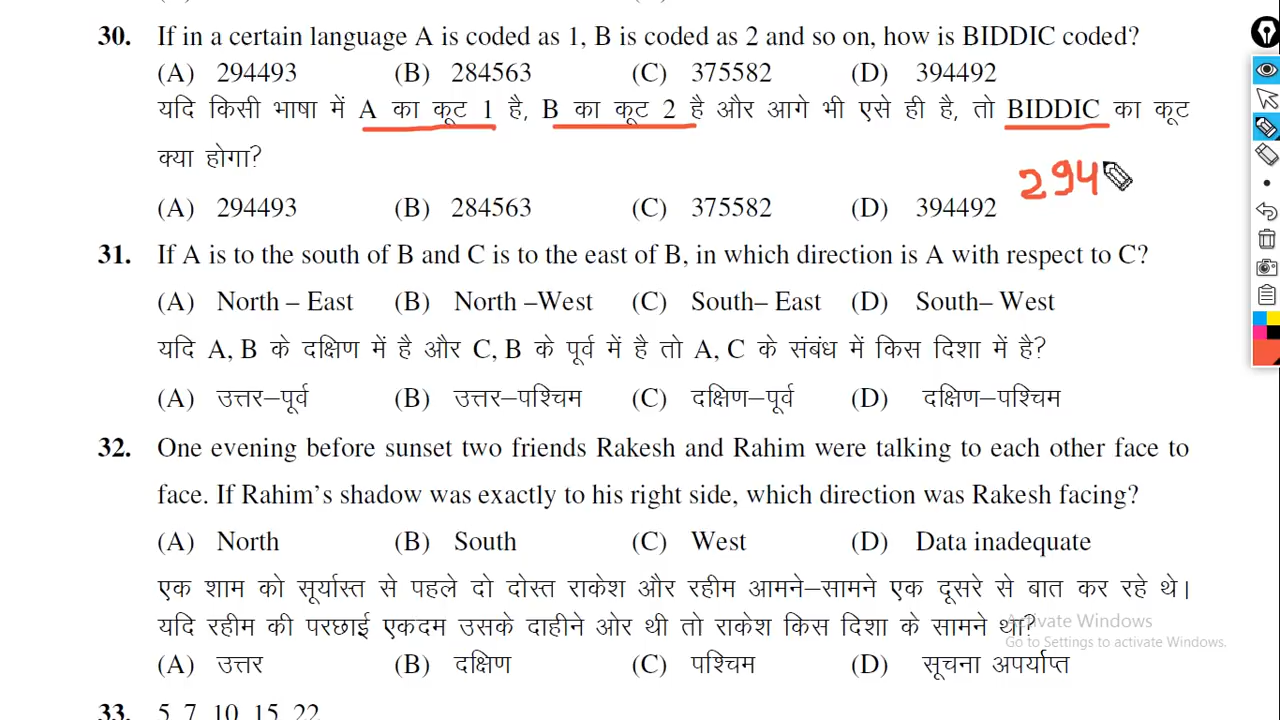 30. If in a certain language A is coded as 1, B is coded as 2 and so on, how is BIDDIC coded?
(A) 294493 (B) 284563 (C) 375582 (D) 394492
यदि किसी भाषा में A का कूट 1 है, B का कूट 2 है और आगे भी एसे ही है, तो BIDDIC का कूट
क्या होगा?
294
(A) 294493 (B) 284563 (C) 375582 (D) 394492
31. If A is to the south of B and C is to the east of B, in which direction is A with respect to C?
(A) North – East (B) North –West (C) South– East (D) South– West
यदि A, B के दक्षिण में है और C, B के पूर्व में है तो A, C के संबंध में किस दिशा में है?
(A) उत्तर–पूर्व (B) उत्तर–पश्चिम (C) दक्षिण–पूर्व (D) दक्षिण–पश्चिम
32. One evening before sunset two friends Rakesh and Rahim were talking to each other face to
face. If Rahim's shadow was exactly to his right side, which direction was Rakesh facing?
(A) North (B) South (C) West (D) Data inadequate
एक शाम को सूर्यास्त से पहले दो दोस्त राकेश और रहीम आमने–सामने एक दूसरे से बात कर रहे थे।
यदि रहीम की परछाई एकदम उसके दाहीने ओर थी तो राकेश किस दिशा के सामने था?
Activate Windows
Go to Settings to activate Windows.
(A) उत्तर (B) दक्षिण (C) पश्चिम (D) सूचना अपर्याप्त
33. 5, 7, 10, 15, 22